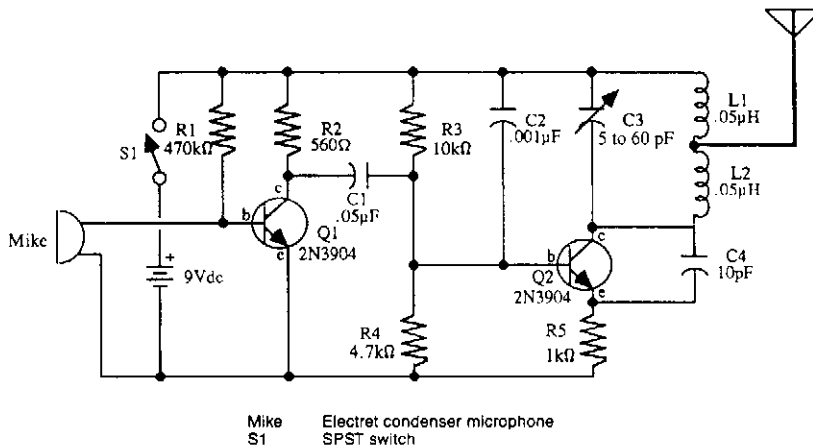 L1
.05µH
R1
470kΩ
R2
560Ω
R3
10kΩ
C2
.001µF
C3
5 to 60 pF
S1
L2
.05µH
c
C1
.05µF
b
Q1
2N3904
e
Mike
+
9Vdc
c
b
Q2
2N3904
e
C4
10pF
R4
4.7kΩ
R5
1kΩ
Mike Electret condenser microphone
S1 SPST switch